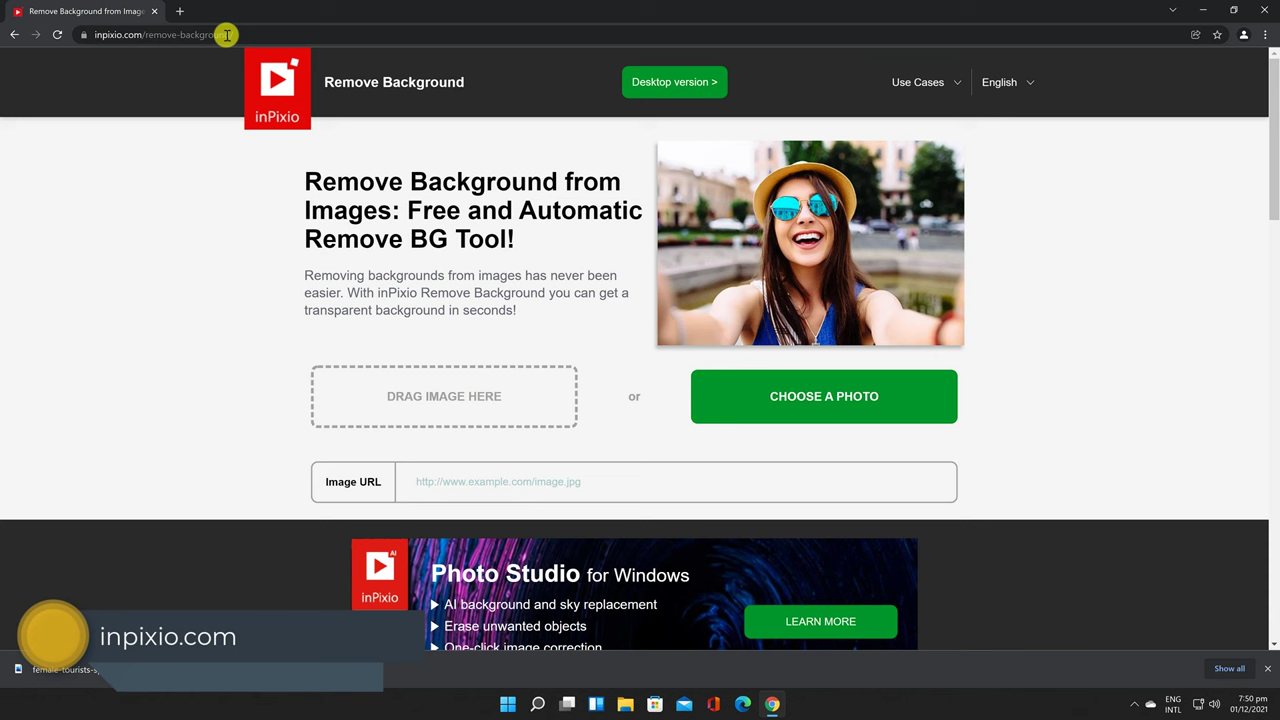 Remove Background from Imag
inpixio.com/remove-background
inPixio
Remove Background
Desktop version >
Use Cases
English
Remove Background from
Images: Free and Automatic
Remove BG Tool!
Removing backgrounds from images has never been
easier. With inPixio Remove Background you can get a
transparent background in seconds!
DRAG IMAGE HERE
or
CHOOSE A PHOTO
Image URL
http://www.example.com/image.jpg
AI
inPixio
Photo Studio for Windows
AI background and sky replacement
Erase unwanted objects
One-click image correction
LEARN MORE
inpixio.com
female-tourists-s
Show all
ENG
INTL
7:50 pm
01/12/2021